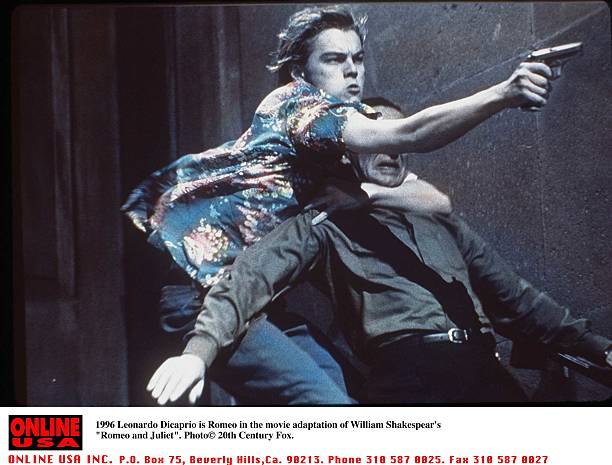 ONLINE
USA
1996 Leonardo Dicaprio is Romeo in the movie adaptation of William Shakespear's
"Romeo and Juliet". Photo© 20th Century Fox.
ONLINE USA INC. P.O. Box 75, Beverly Hills,Ca. 90213. Phone 310 587 0025. Fax 310 587 0027